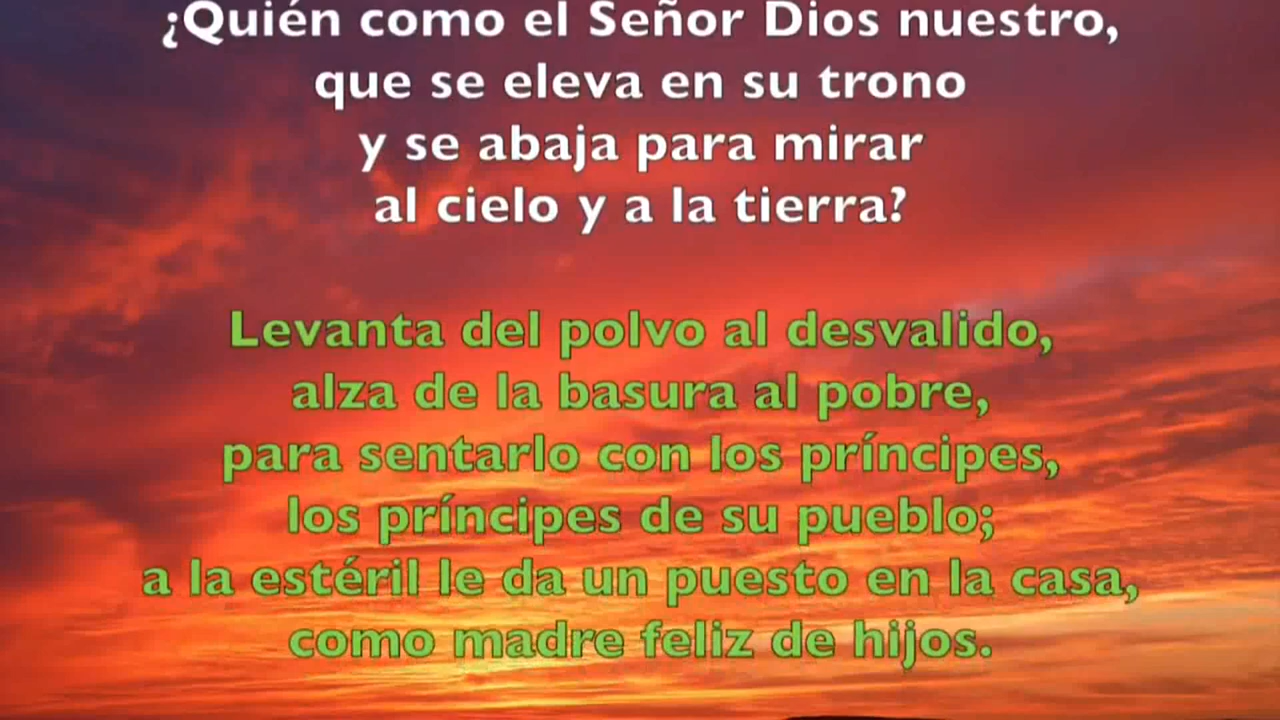 ¿Quién como el Señor Dios nuestro,
que se eleva en su trono
y se abaja para mirar
al cielo y a la tierra?
Levanta del polvo al desvalido,
alza de la basura al pobre,
para sentarlo con los príncipes,
los príncipes de su pueblo;
a la estéril le da un puesto en la casa,
como madre feliz de hijos.